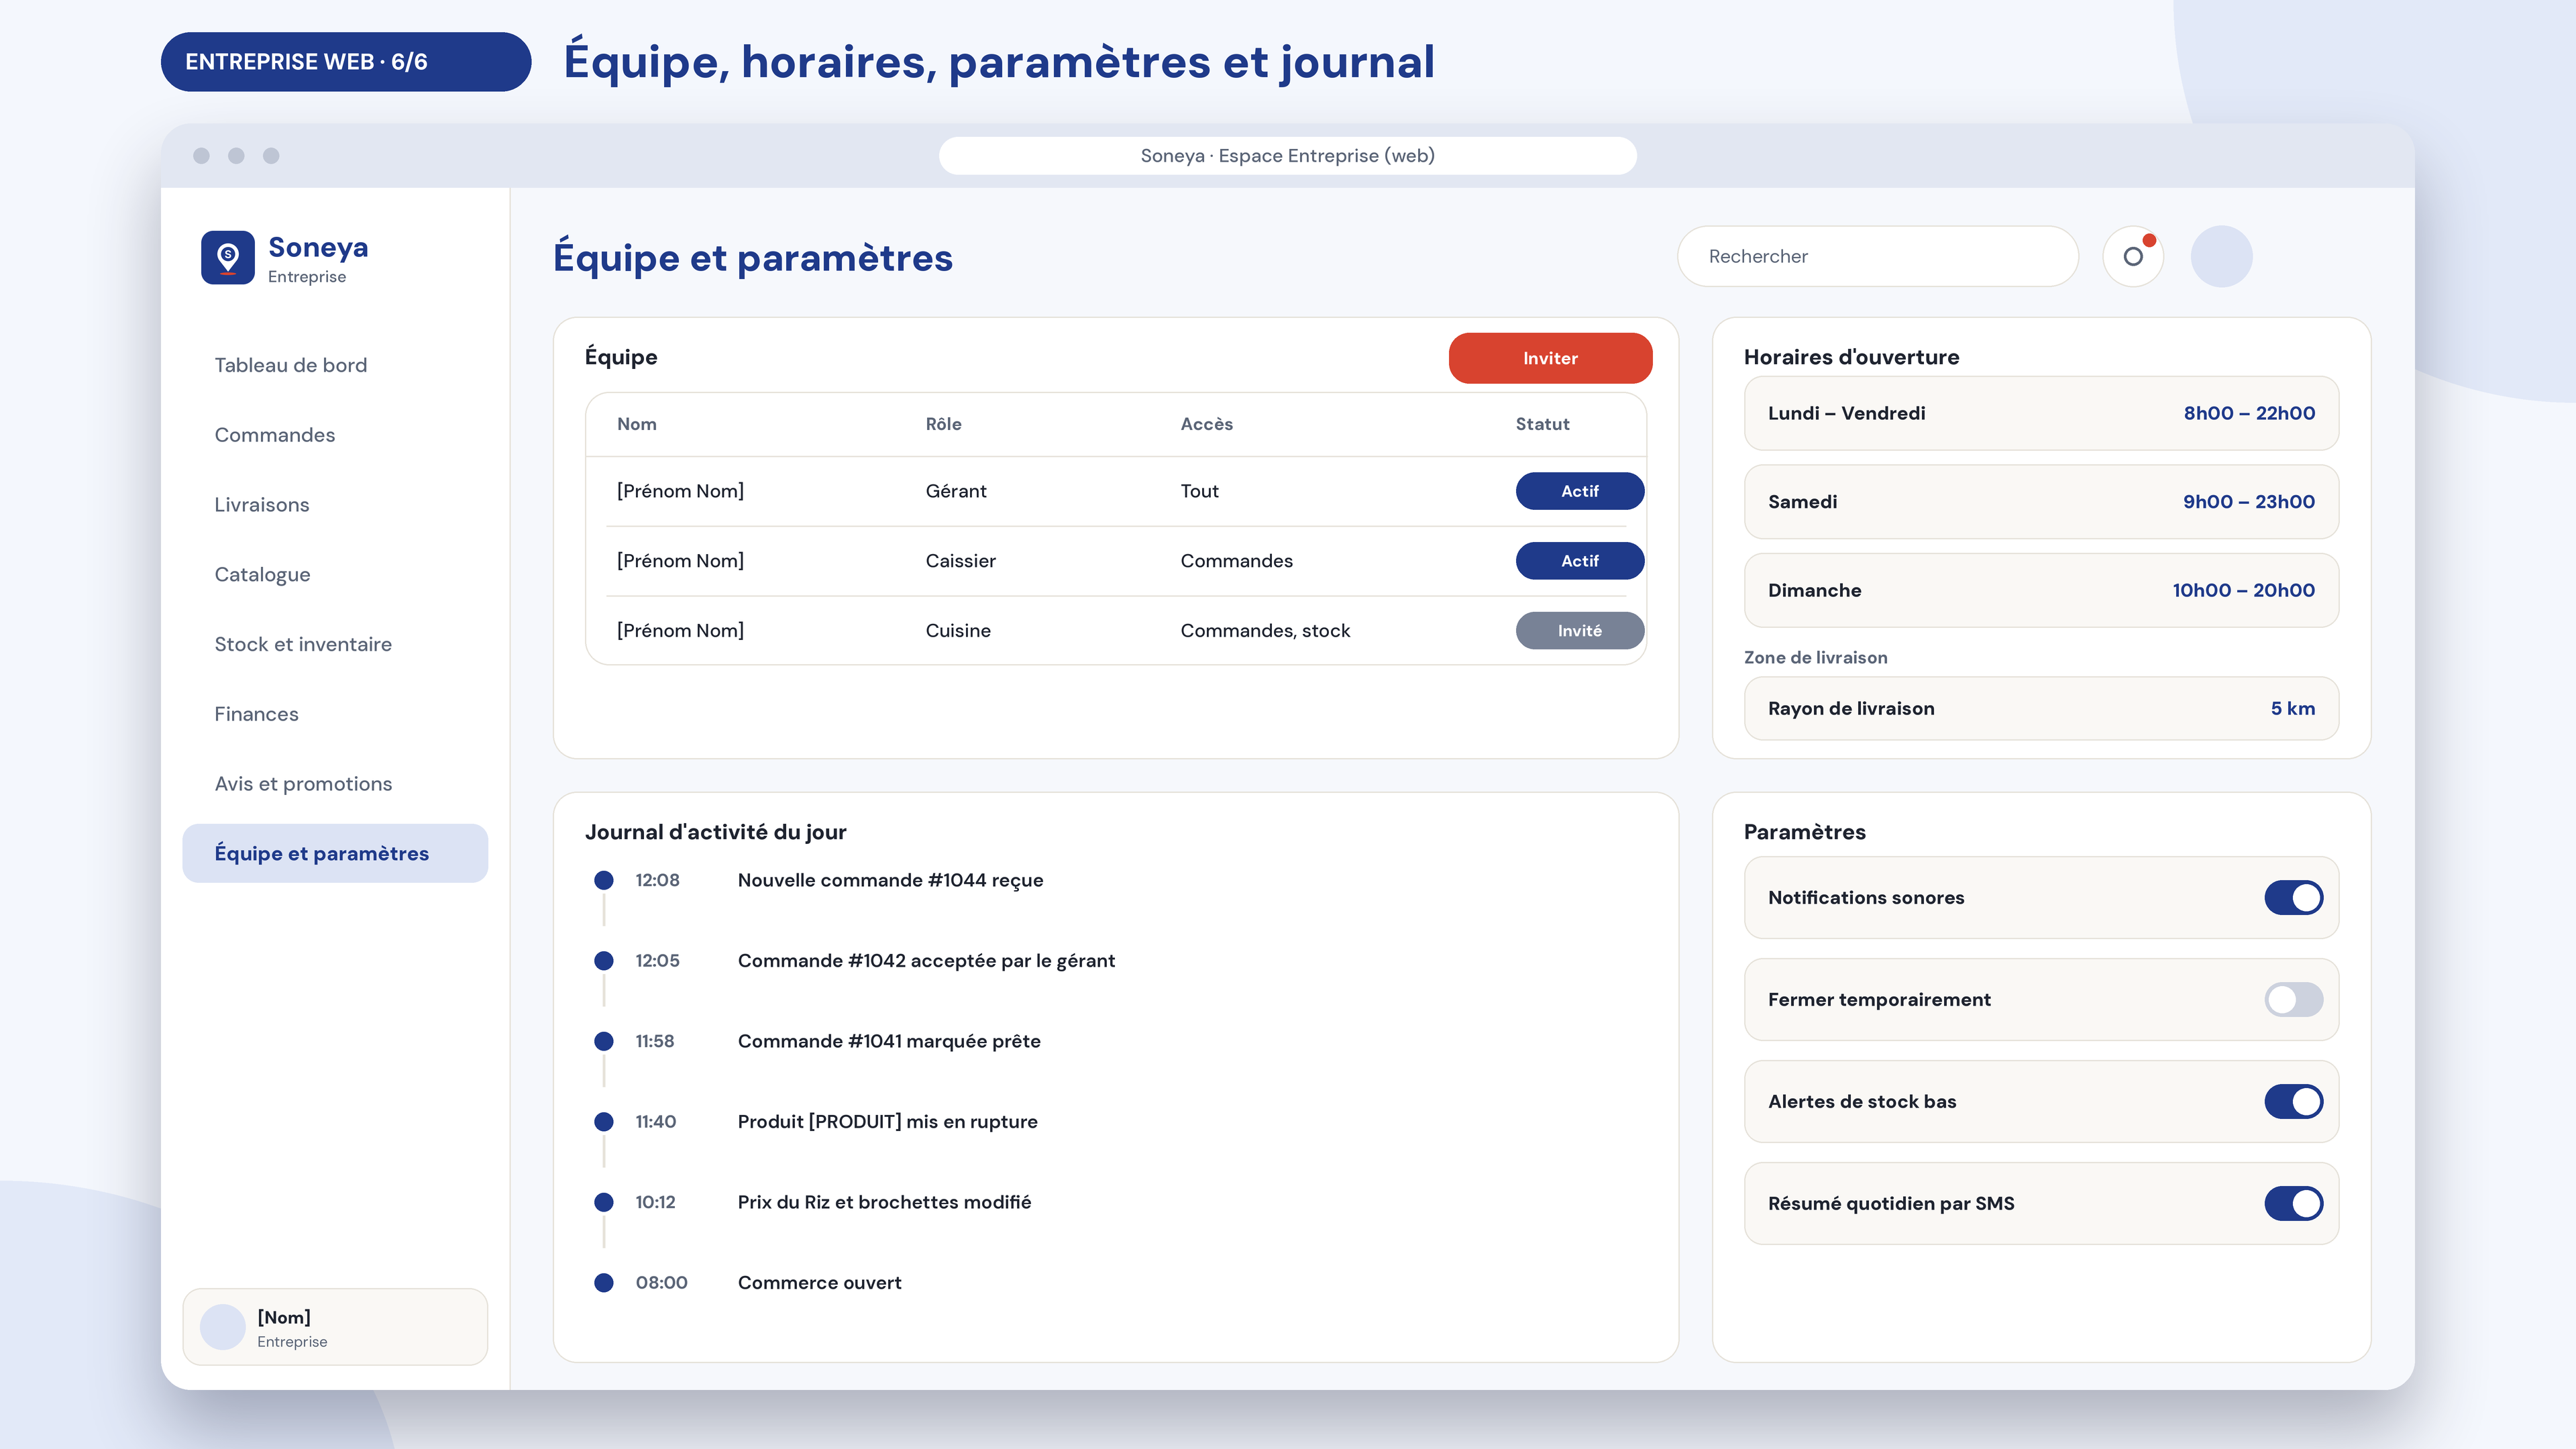 ENTREPRISE WEB · 6/6
Équipe, horaires, paramètres et journal
Soneya · Espace Entreprise (web)
S
Soneya
Entreprise
Tableau de bord
Commandes
Livraisons
Catalogue
Stock et inventaire
Finances
Avis et promotions
Équipe et paramètres
[Nom]
Entreprise
Équipe et paramètres
Rechercher
Équipe
Inviter
Nom Rôle Accès Statut
[Prénom Nom] Gérant Tout Actif
[Prénom Nom] Caissier Commandes Actif
[Prénom Nom] Cuisine Commandes, stock Invité
Horaires d'ouverture
Lundi – Vendredi 8h00 – 22h00
Samedi 9h00 – 23h00
Dimanche 10h00 – 20h00
Zone de livraison
Rayon de livraison 5 km
Journal d'activité du jour
12:08 Nouvelle commande #1044 reçue
12:05 Commande #1042 acceptée par le gérant
11:58 Commande #1041 marquée prête
11:40 Produit [PRODUIT] mis en rupture
10:12 Prix du Riz et brochettes modifié
08:00 Commerce ouvert
Paramètres
Notifications sonores
Fermer temporairement
Alertes de stock bas
Résumé quotidien par SMS